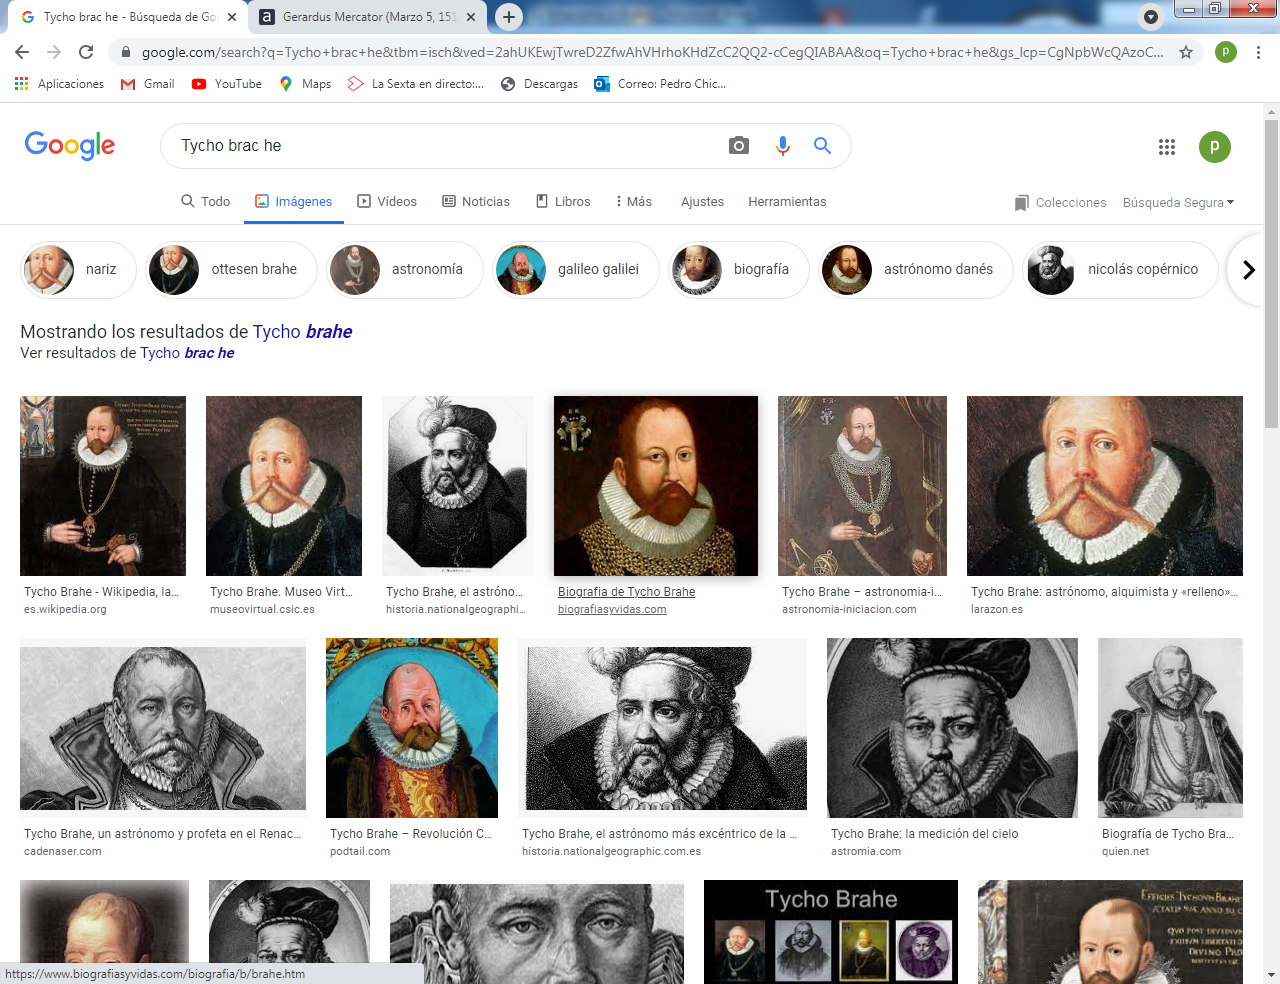 Tycho brac he - Búsqueda de Go
Gerardus Mercator (Marzo 5, 151
google.com/search?q=Tycho+brac+he&tbm=isch&ved=2ahUKEwjTwreD2ZfwAhVHrhoKHdZcC2QQ2-cCegQIABAA&oq=Tycho+brac+he&gs_lcp=CgNpbWcQAzoC...
p
Aplicaciones
Gmail
YouTube
Maps
La Sexta en directo:...
Descargas
Correo: Pedro Chic...
Google
Tycho brac he
p
Todo
Imágenes
Vídeos
Noticias
Libros
Más
Ajustes
Herramientas
Colecciones
Búsqueda Segura
nariz
ottesen brahe
astronomía
galileo galilei
biografía
astrónomo danés
nicolás copérnico
Mostrando los resultados de Tycho brahe
Ver resultados de Tycho brac he
Tycho Brahe - Wikipedia, la...
es.wikipedia.org
Tycho Brahe. Museo Virt...
museovirtual.csic.es
Tycho Brahe, el astróno...
historia.nationalgeographi...
Biografia de Tycho Brahe
biografiasyvidas.com
Tycho Brahe – astronomia-i...
astronomia-iniciacion.com
Tycho Brahe: astrónomo, alquimista y «relleno»...
larazon.es
Tycho Brahe, un astrónomo y profeta en el Renac...
cadenaser.com
Tycho Brahe – Revolución C...
podtail.com
Tycho Brahe, el astrónomo más excéntrico de la ...
historia.nationalgeographic.com.es
Tycho Brahe: la medición del cielo
astromia.com
Biografía de Tycho Bra...
quien.net
Tycho Brahe
https://www.biografiasyvidas.com/biografia/b/brahe.htm